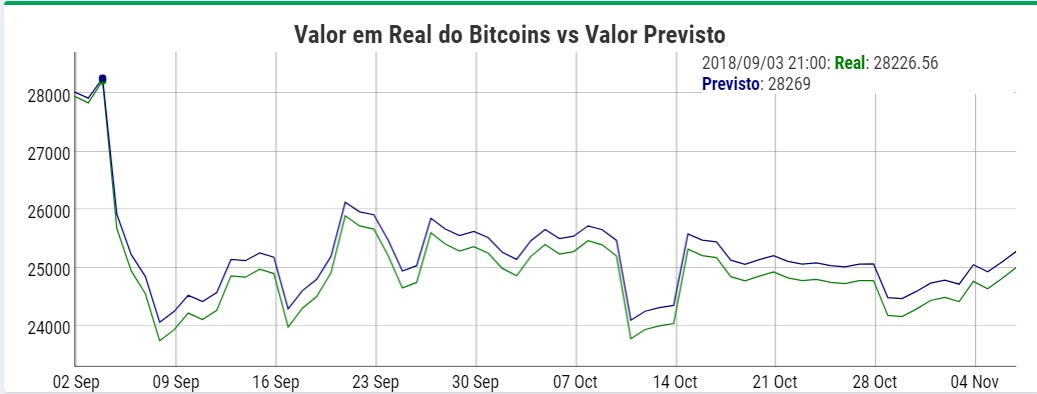 Valor em Real do Bitcoins vs Valor Previsto
2018/09/03 21:00: Real: 28226.56
Previsto: 28269
28000
27000
26000
25000
24000
02 Sep
09 Sep
16 Sep
23 Sep
30 Sep
07 Oct
14 Oct
21 Oct
28 Oct
04 Nov